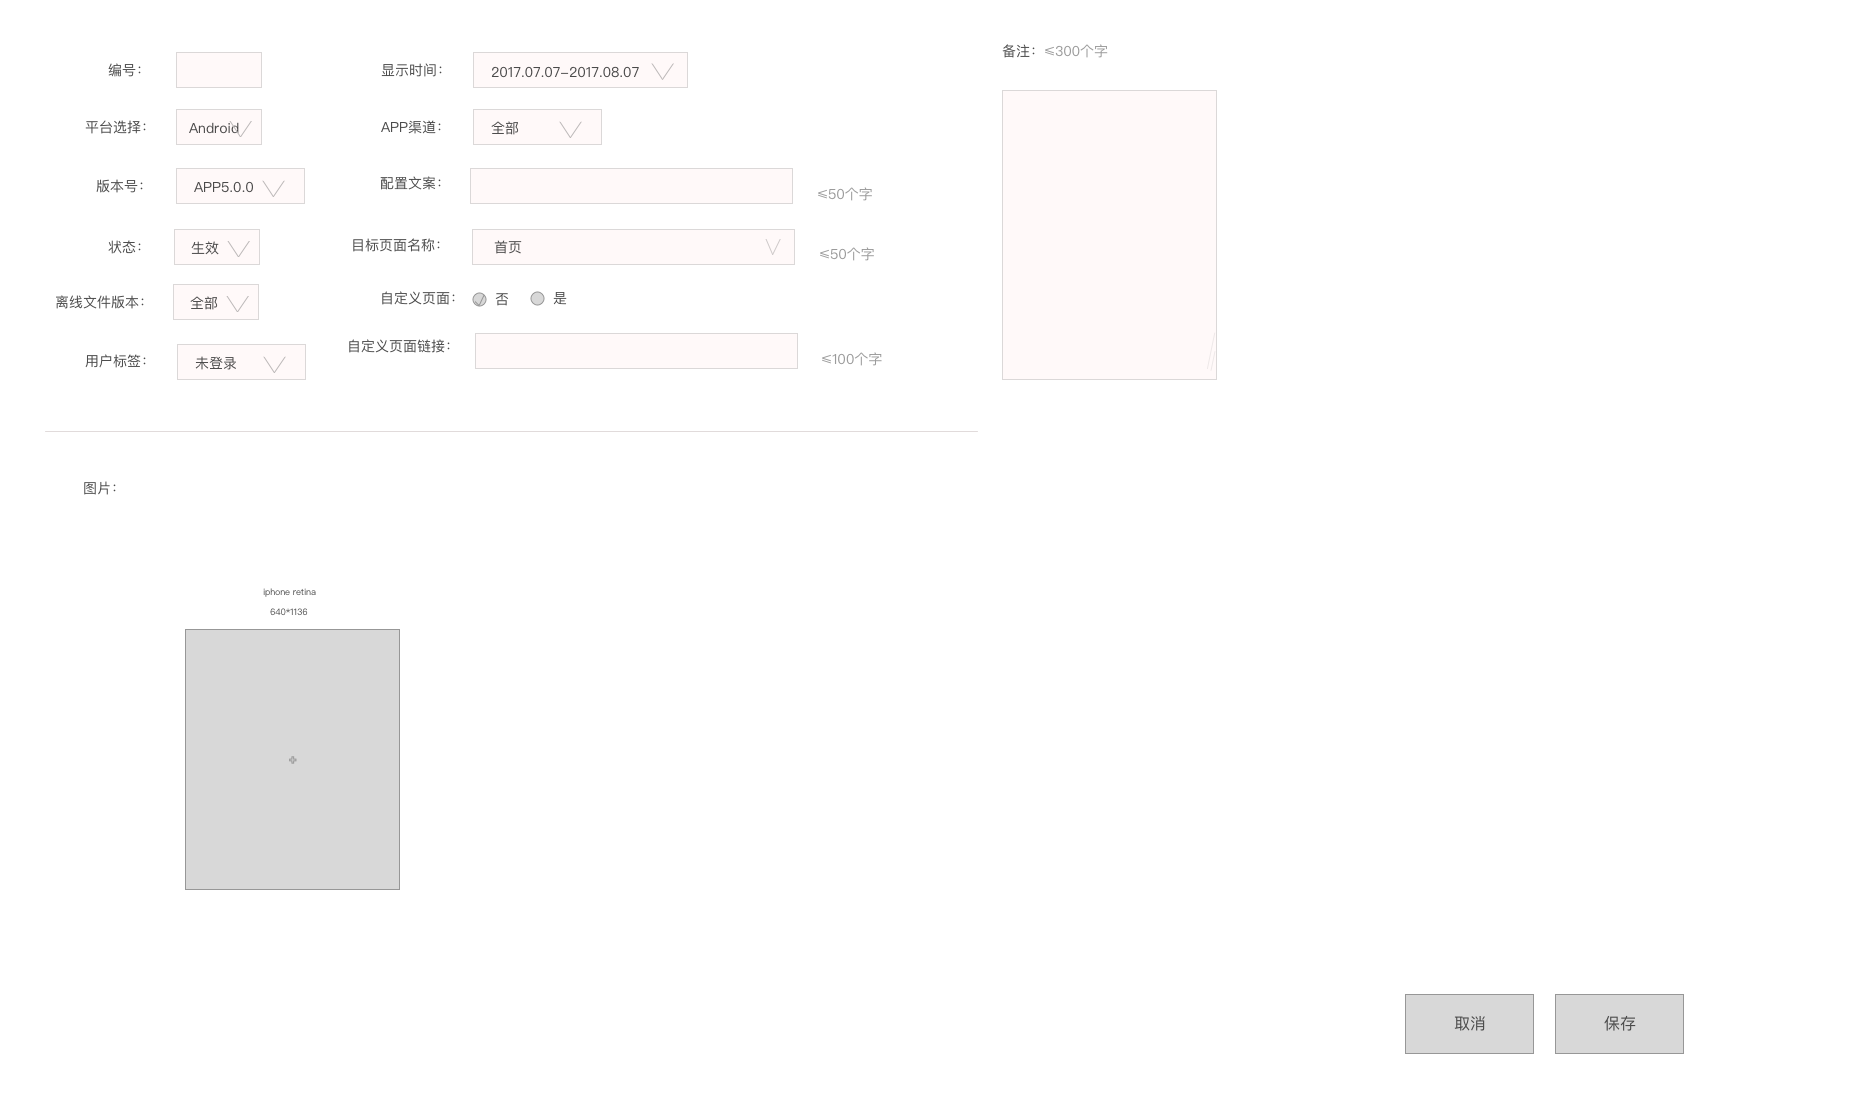 编号：
显示时间：
2017.07.07-2017.08.07
备注：≤300个字
平台选择：
Android
APP渠道：
全部
版本号：
APP5.0.0
配置文案：
≤50个字
状态：
生效
目标页面名称：
首页
≤50个字
离线文件版本：
全部
自定义页面：
否
是
用户标签：
未登录
自定义页面链接：
≤100个字
图片：
iphone retina
640*1136
取消
保存